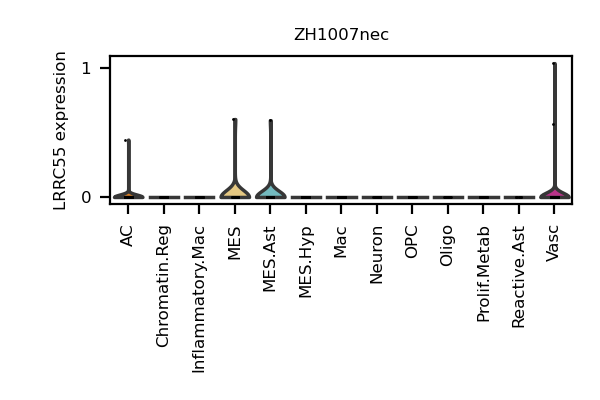 ZH1007nec
LRRC55 expression
1
0
AC
Chromatin.Reg
Inflammatory.Mac
MES
MES.Ast
MES.Hyp
Mac
Neuron
OPC
Oligo
Prolif.Metab
Reactive.Ast
Vasc